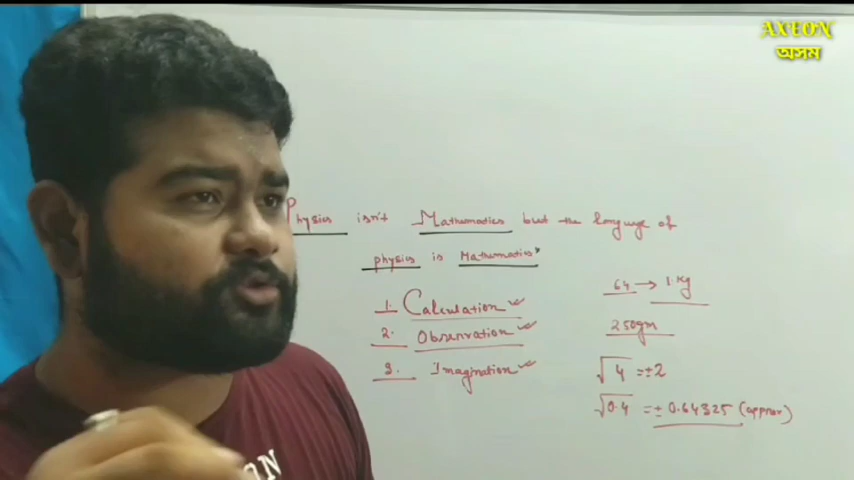 AXEON
অসম
Physics isn't Mathematics but the language of
physics is Mathematics"
1. Calculation ✓
2. Observation ✓
3. Imagination ✓
64 → 1 kg
250gm
√4 = ±2
√0.4 = ± 0.64325 (approx)